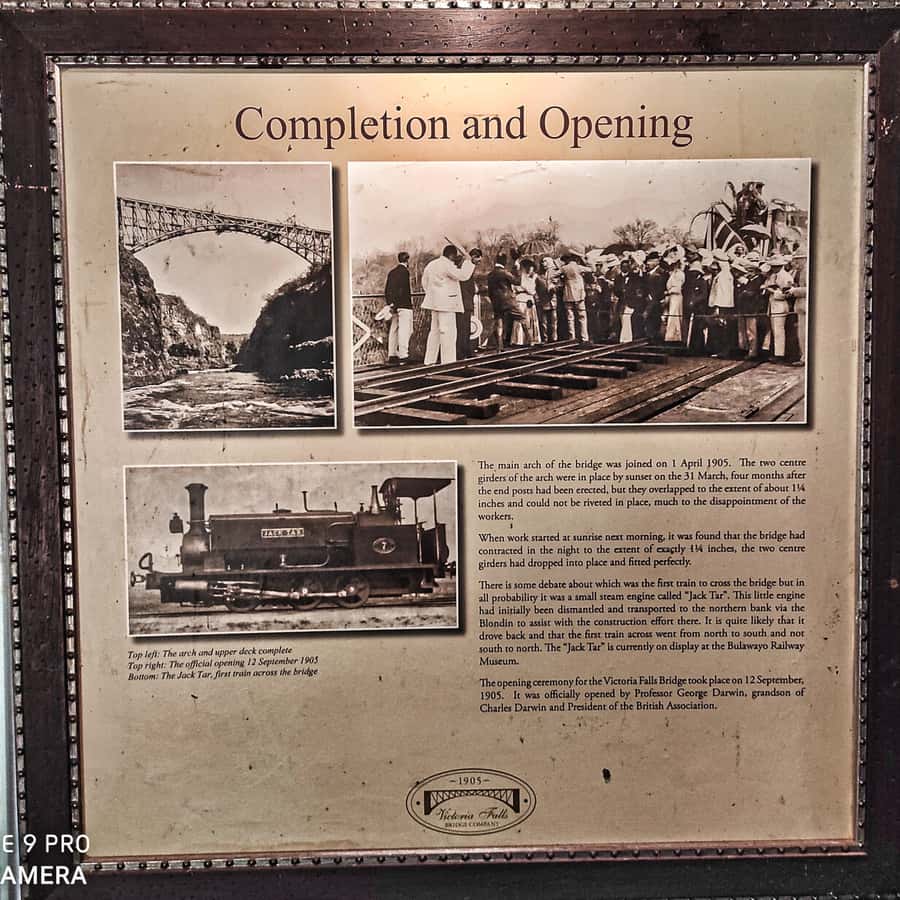 Completion and Opening
JACK TAR
7
The main arch of the bridge was joined on 1 April 1905. The two centre
girders of the arch were in place by sunset on the 31 March, four months after
the end posts had been erected, but they overlapped to the extent of about 1¼
inches and could not be riveted in place, much to the disappointment of the
workers.
When work started at sunrise next morning, it was found that the bridge had
contracted in the night to the extent of exactly 1¼ inches, the two centre
girders had dropped into place and fitted perfectly.
There is some debate about which was the first train to cross the bridge but in
all probability it was a small steam engine called "Jack Tar". This little engine
had initially been dismantled and transported to the northern bank via the
Blondin to assist with the construction effort there. It is quite likely that it
drove back and that the first train across went from north to south and not
south to north. The "Jack Tar" is currently on display at the Bulawayo Railway
Museum.
The opening ceremony for the Victoria Falls Bridge took place on 12 September,
1905. It was officially opened by Professor George Darwin, grandson of
Charles Darwin and President of the British Association.
Top left: The arch and upper deck complete
Top right: The official opening 12 September 1905
Bottom: The Jack Tar, first train across the bridge
~1905~
Victoria Falls
BRIDGE COMPANY
E 9 PRO
AMERA